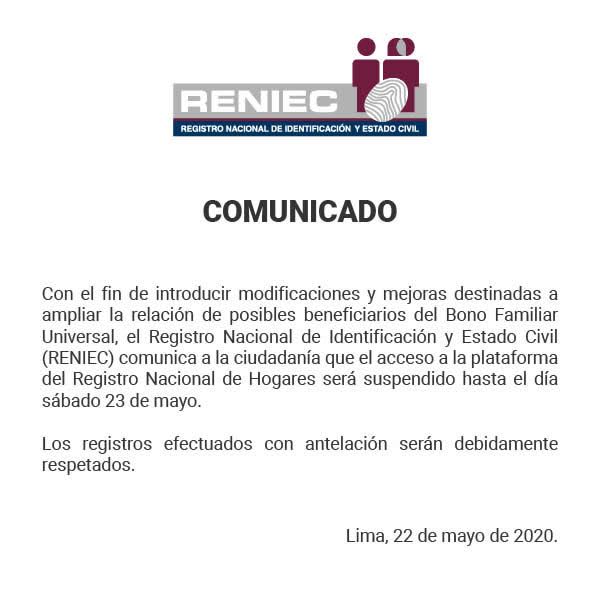 RENIEC
REGISTRO NACIONAL DE IDENTIFICACIÓN Y ESTADO CIVIL
COMUNICADO
Con el fin de introducir modificaciones y mejoras destinadas a
ampliar la relación de posibles beneficiarios del Bono Familiar
Universal, el Registro Nacional de Identificación y Estado Civil
(RENIEC) comunica a la ciudadanía que el acceso a la plataforma
del Registro Nacional de Hogares será suspendido hasta el día
sábado 23 de mayo.
Los registros efectuados con antelación serán debidamente
respetados.
Lima, 22 de mayo de 2020.